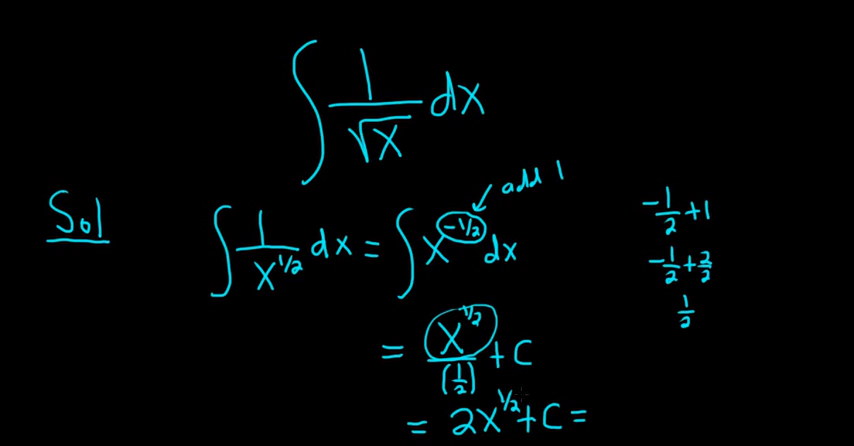 ∫ 1/√x dx
add 1
Sol
∫ 1/x^(1/2) dx = ∫ x^(-1/2) dx
-1/2 + 1
-1/2 + 2/2
1/2
= x^(1/2)/(1/2) + C
= 2x^(1/2) + C =